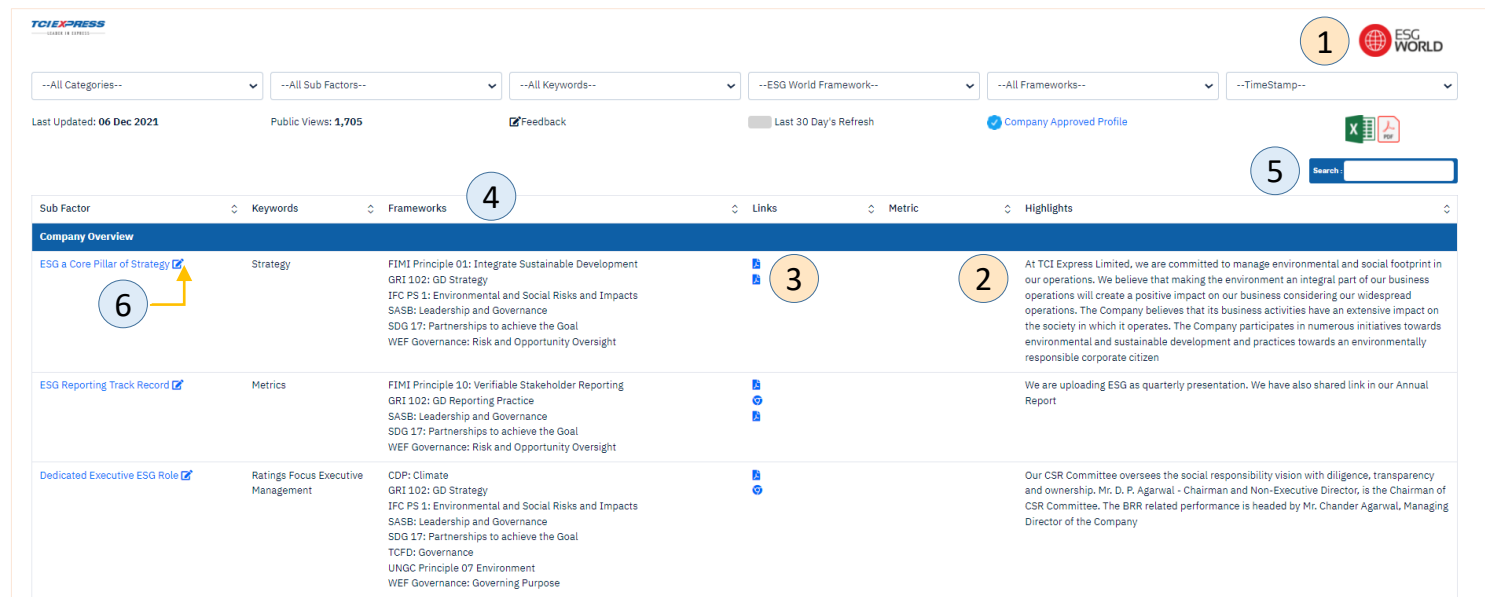 TCIEXPRESS
LEADER IN EXPRESS
1
ESG
WORLD
--All Categories--
--All Sub Factors--
--All Keywords--
--ESG World Framework--
--All Frameworks--
--TimeStamp--
Last Updated: 06 Dec 2021
Public Views: 1,705
Feedback
Last 30 Day's Refresh
Company Approved Profile
X
PDF
5
Search :
4
Sub Factor
Keywords
Frameworks
Links
Metric
Highlights
Company Overview
ESG a Core Pillar of Strategy
6
Strategy
FIMI Principle 01: Integrate Sustainable Development
GRI 102: GD Strategy
IFC PS 1: Environmental and Social Risks and Impacts
SASB: Leadership and Governance
SDG 17: Partnerships to achieve the Goal
WEF Governance: Risk and Opportunity Oversight
3
2
At TCI Express Limited, we are committed to manage environmental and social footprint in
our operations. We believe that making the environment an integral part of our business
operations will create a positive impact on our business considering our widespread
operations. The Company believes that its business activities have an extensive impact on
the society in which it operates. The Company participates in numerous initiatives towards
environmental and sustainable development and practices towards an environmentally
responsible corporate citizen
ESG Reporting Track Record
Metrics
FIMI Principle 10: Verifiable Stakeholder Reporting
GRI 102: GD Reporting Practice
SASB: Leadership and Governance
SDG 17: Partnerships to achieve the Goal
WEF Governance: Risk and Opportunity Oversight
We are uploading ESG as quarterly presentation. We have also shared link in our Annual
Report
Dedicated Executive ESG Role
Ratings Focus Executive
Management
CDP: Climate
GRI 102: GD Strategy
IFC PS 1: Environmental and Social Risks and Impacts
SASB: Leadership and Governance
SDG 17: Partnerships to achieve the Goal
TCFD: Governance
UNGC Principle 07 Environment
WEF Governance: Governing Purpose
Our CSR Committee oversees the social responsibility vision with diligence, transparency
and ownership. Mr. D. P. Agarwal - Chairman and Non-Executive Director, is the Chairman of
CSR Committee. The BRR related performance is headed by Mr. Chander Agarwal, Managing
Director of the Company